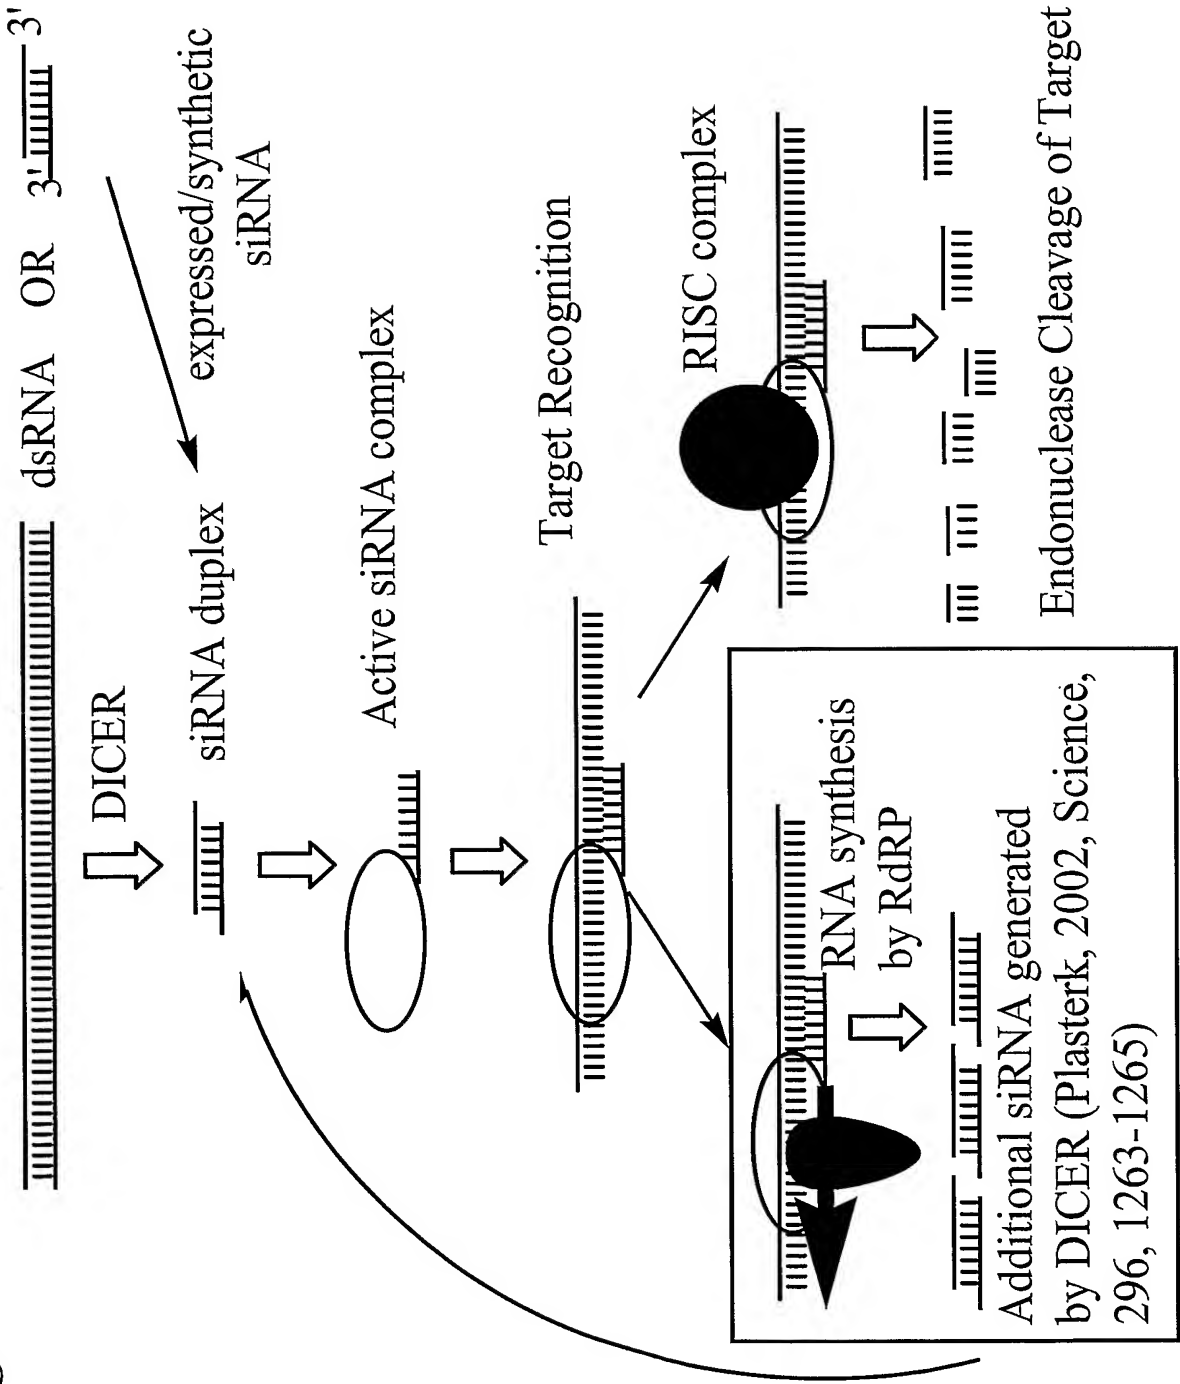 dsRNA OR 3' 3'
DICER
siRNA duplex
expressed/synthetic
siRNA
Active siRNA complex
Target Recognition
RISC complex
RNA synthesis
by RdRP
Additional siRNA generated
by DICER (Plasterk, 2002, Science,
296, 1263-1265)
Endonuclease Cleavage of Target